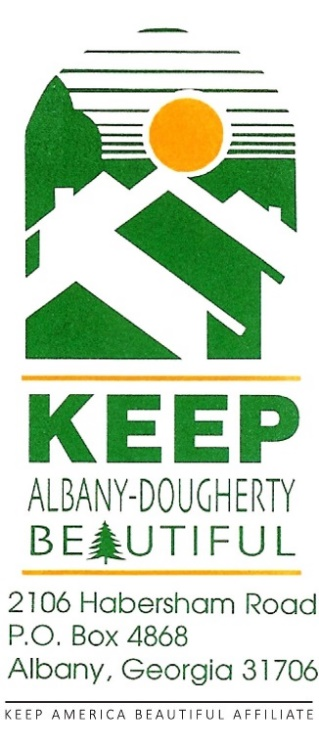 KEEP
ALBANY-DOUGHERTY
BEAUTIFUL
2106 Habersham Road
P.O. Box 4868
Albany, Georgia 31706
KEEP AMERICA BEAUTIFUL AFFILIATE